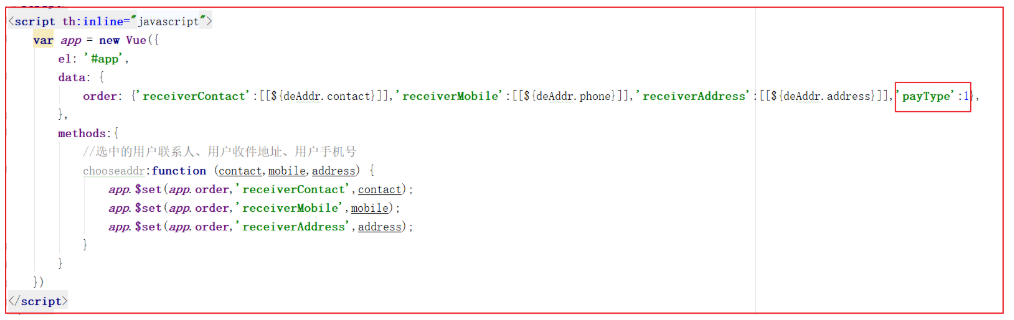 <script th:inline="javascript">
var app = new Vue({
el: '#app',
data: {
order: {'receiverContact':[[${deAddr.contact}]],'receiverMobile':[[${deAddr.phone}]],'receiverAddress':[[${deAddr.address}]],'payType':1},
},
methods:{
//选中的用户联系人、用户收件地址、用户手机号
chooseaddr:function (contact,mobile,address) {
app.$set(app.order,'receiverContact',contact);
app.$set(app.order,'receiverMobile',mobile);
app.$set(app.order,'receiverAddress',address);
}
}
})
</script>